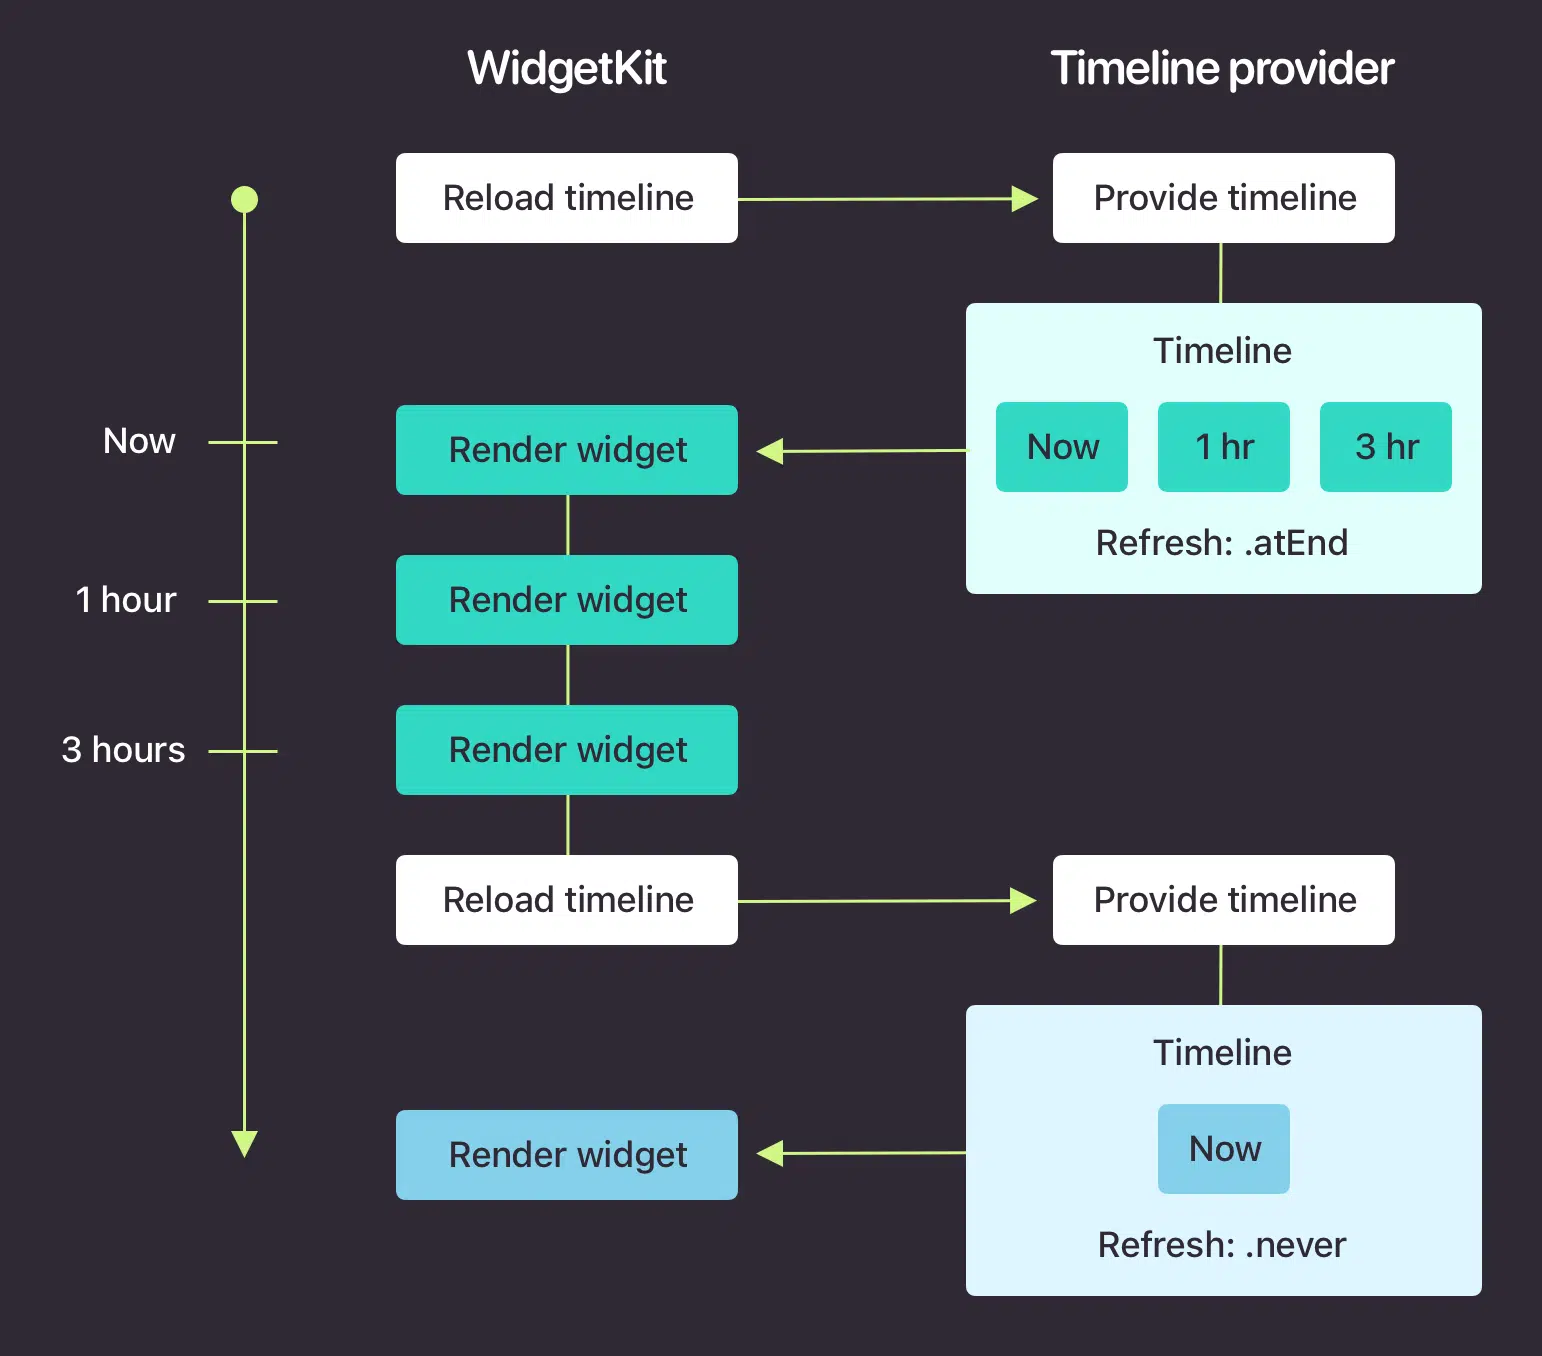 WidgetKit
Timeline provider
Reload timeline
Provide timeline
Timeline
Now
Render widget
Now
1 hr
3 hr
Refresh: .atEnd
1 hour
Render widget
3 hours
Render widget
Reload timeline
Provide timeline
Timeline
Render widget
Now
Refresh: .never